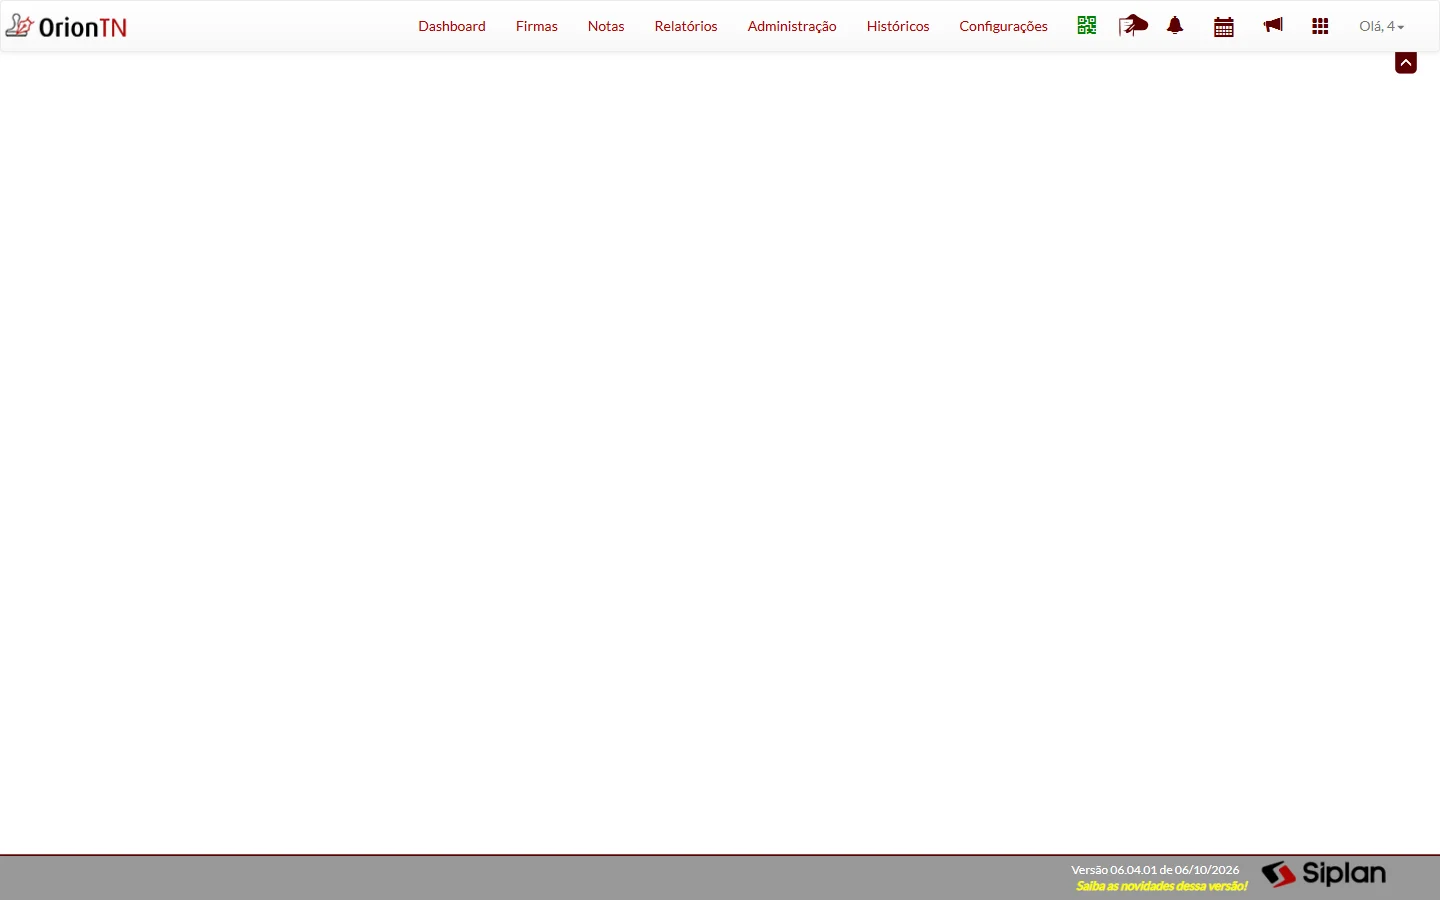 OrionTN
Dashboard Firmas Notas Relatórios Administração Históricos Configurações Olá, 4
Versão 06.04.01 de 06/10/2026
Saiba as novidades dessa versão!
Siplan